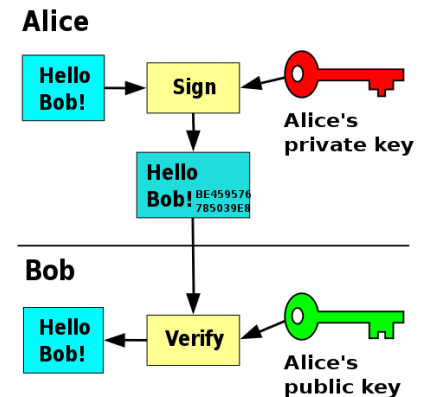 Alice
Hello
Bob!
Sign
Alice's
private key
Hello
Bob! BE459576
785039E8
Bob
Hello
Bob!
Verify
Alice's
public key